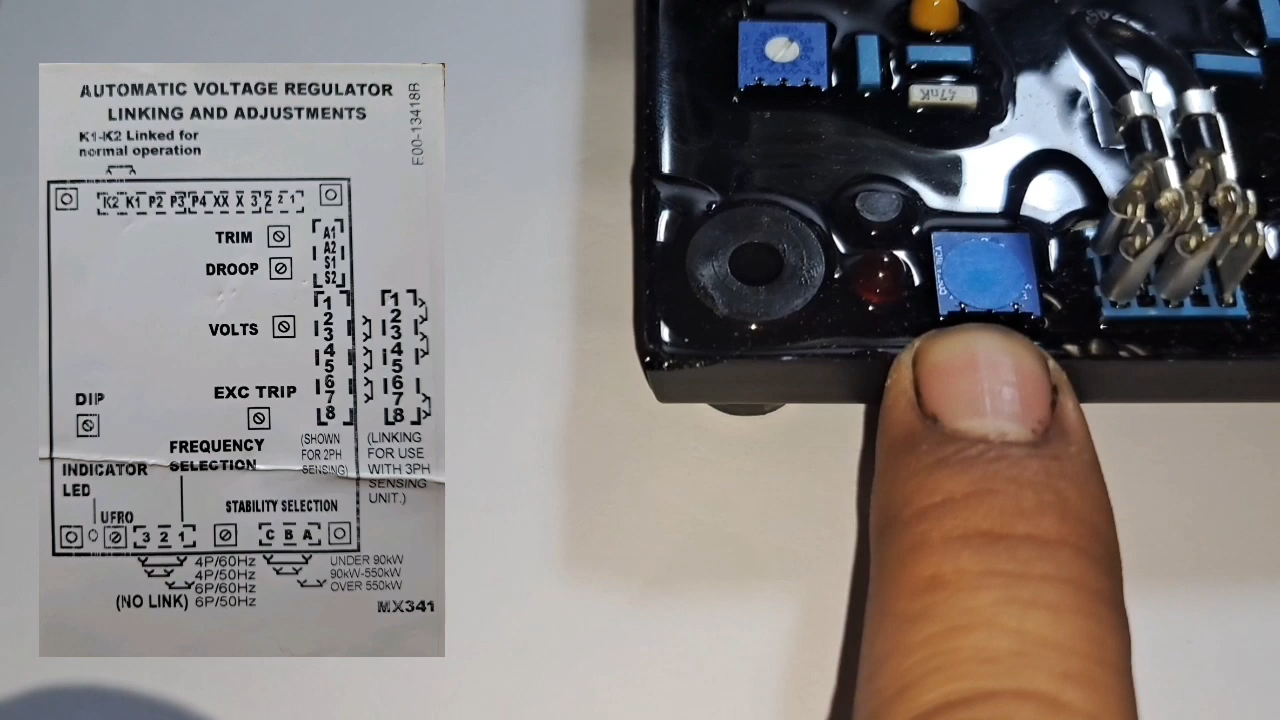 AUTOMATIC VOLTAGE REGULATOR
LINKING AND ADJUSTMENTS
K1-K2 Linked for
normal operation
E00-13418B
K2 K1 P2 P3 P4 XX X 3 2 2 1
TRIM
DROOP
VOLTS
EXC TRIP
DIP
A1
A2
S1
S2
1
2
3
4
5
6
7
8
1
2
3
4
5
6
7
8
(SHOWN
FOR 2PH
SENSING)
(LINKING
FOR USE
WITH 3PH
SENSING
UNIT.)
FREQUENCY
SELECTION
INDICATOR
LED
UFRO
STABILITY SELECTION
3 2 1
C B A
4P/60Hz
4P/50Hz
6P/60Hz
(NO LINK) 6P/50Hz
UNDER 90kW
90kW-550kW
OVER 550kW
MX341
47nK